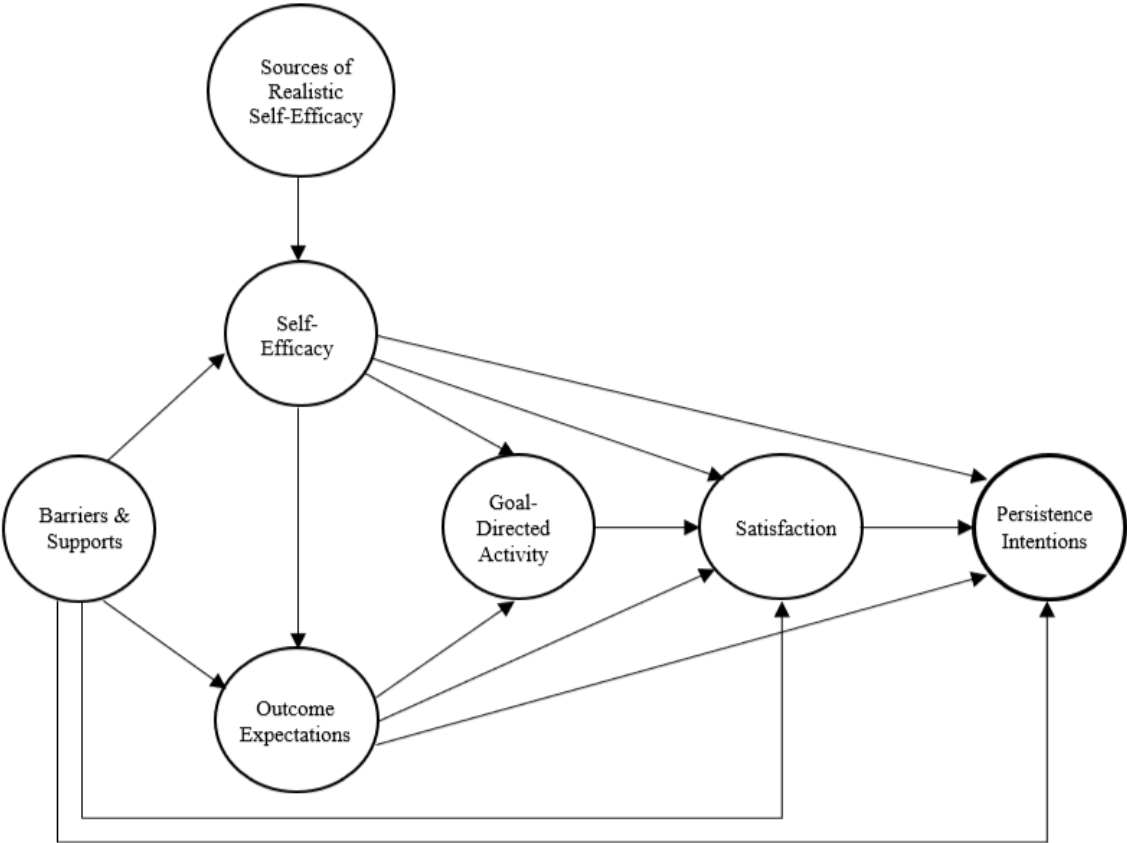 Sources of
Realistic
Self-Efficacy
Self-
Efficacy
Barriers &
Supports
Goal-
Directed
Activity
Satisfaction
Persistence
Intentions
Outcome
Expectations